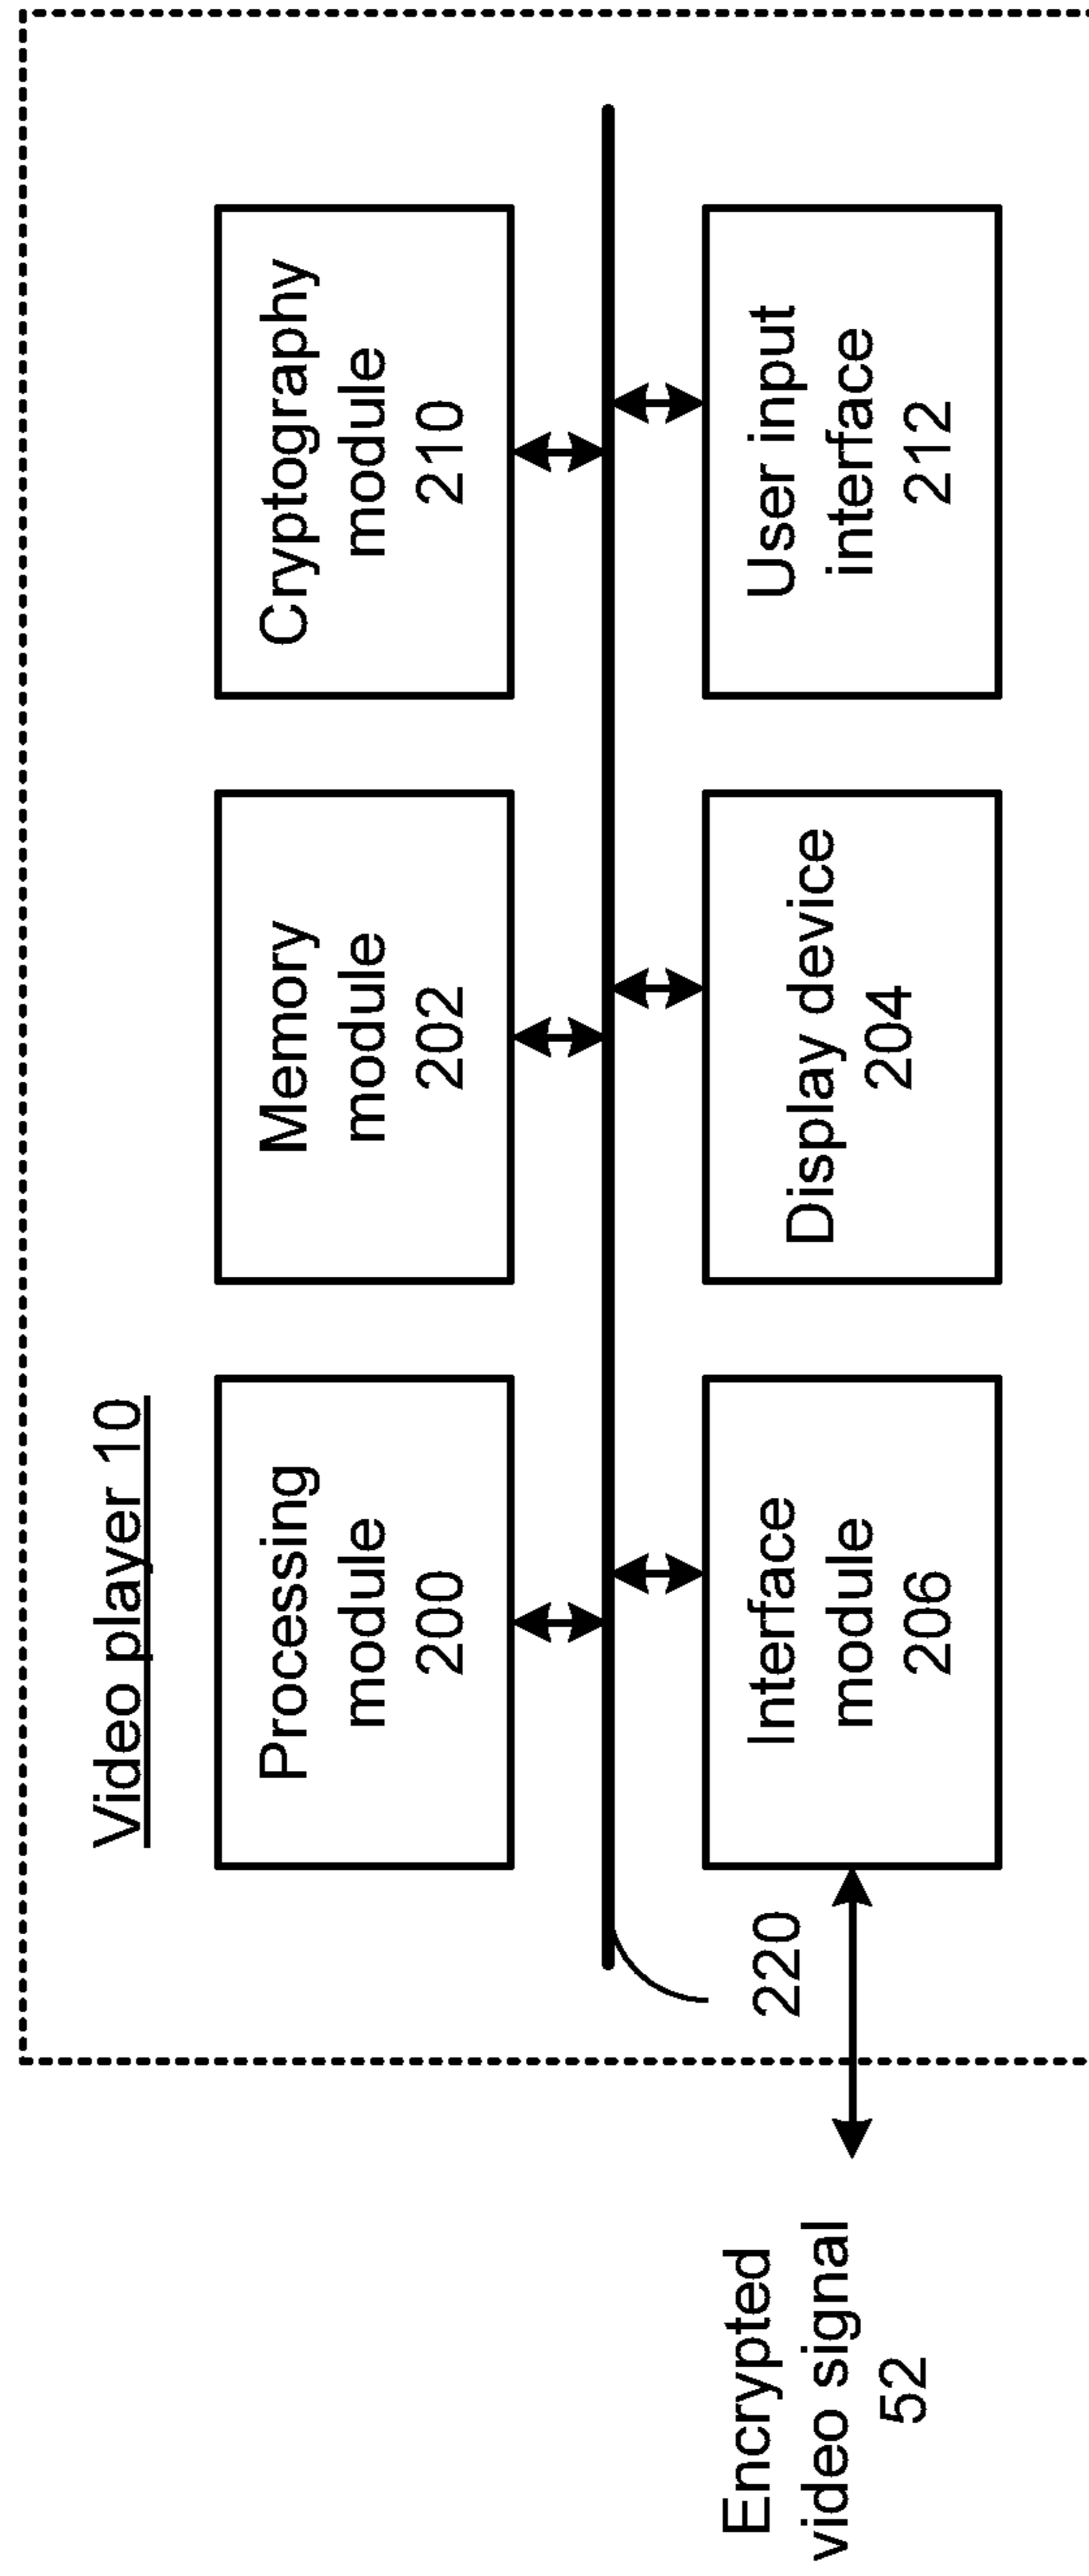 Video player 10
Processing
module
200
Memory
module
202
Cryptography
module
210
220
Interface
module
206
Display device
204
User input
interface
212
Encrypted
video signal
52